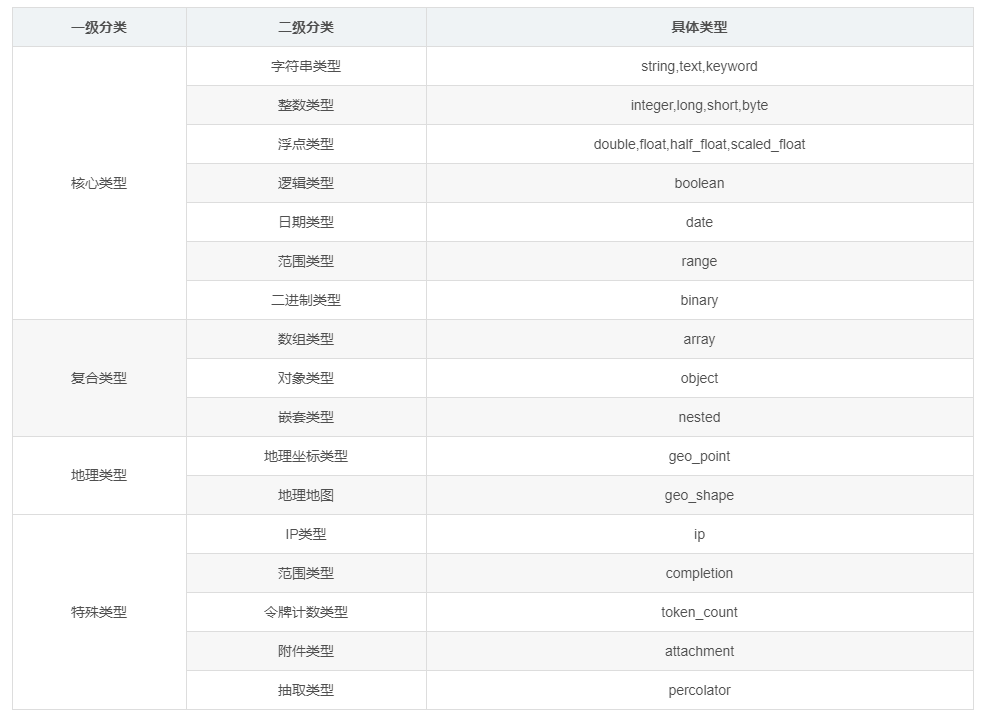 一级分类 二级分类 具体类型
字符串类型 string,text,keyword
整数类型 integer,long,short,byte
浮点类型 double,float,half_float,scaled_float
核心类型 逻辑类型 boolean
日期类型 date
范围类型 range
二进制类型 binary
数组类型 array
复合类型 对象类型 object
嵌套类型 nested
地理类型 地理坐标类型 geo_point
地理地图 geo_shape
IP类型 ip
范围类型 completion
特殊类型 令牌计数类型 token_count
附件类型 attachment
抽取类型 percolator